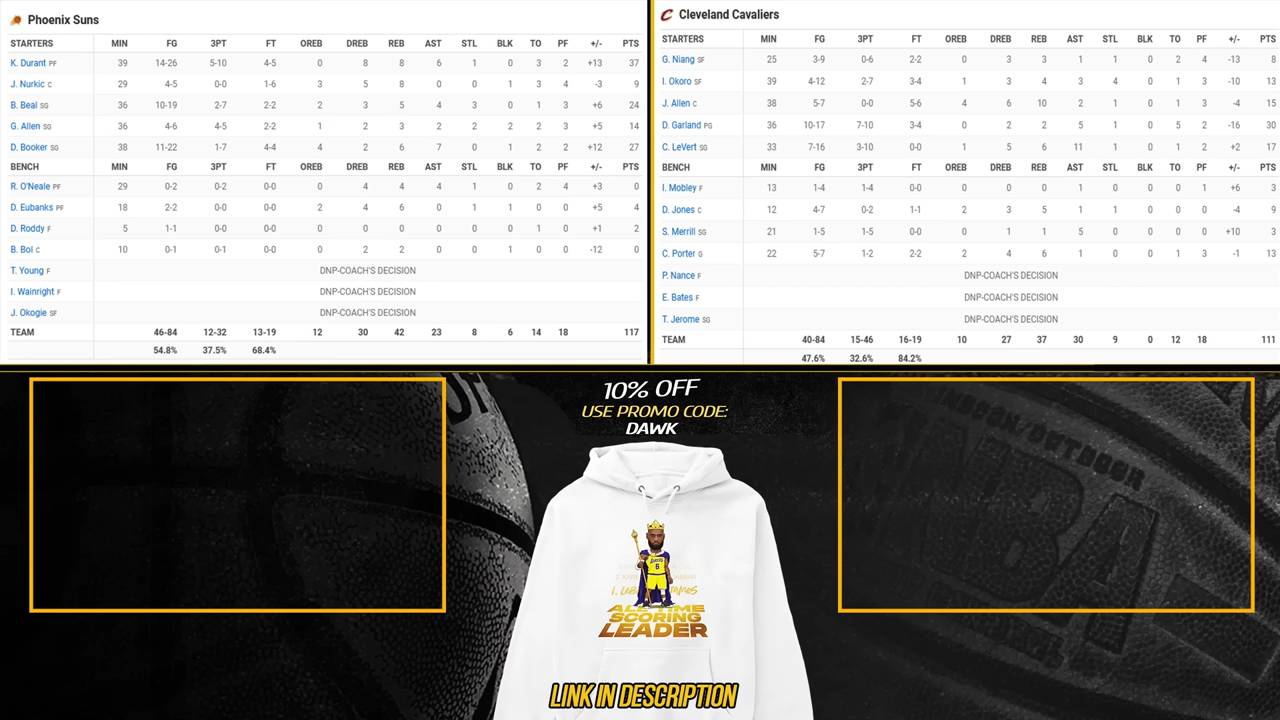 Phoenix Suns
STARTERS MIN FG 3PT FT OREB DREB REB AST STL BLK TO PF +/- PTS
K. Durant PF 39 14-26 5-10 4-5 0 8 8 6 1 0 3 2 +13 37
J. Nurkic C 29 4-5 0-0 1-6 3 5 8 0 0 1 3 4 -3 9
B. Beal SG 36 10-19 2-7 2-2 2 3 5 4 3 0 1 3 +6 24
G. Allen SG 36 4-6 4-5 2-2 1 2 3 2 2 2 2 3 +5 14
D. Booker SG 38 11-22 1-7 4-4 4 2 6 7 0 1 2 2 +12 27
BENCH MIN FG 3PT FT OREB DREB REB AST STL BLK TO PF +/- PTS
R. O'Neale PF 29 0-2 0-2 0-0 0 4 4 4 1 0 2 4 +3 0
D. Eubanks PF 18 2-2 0-0 0-0 2 4 6 0 1 1 0 0 +5 4
D. Roddy F 5 1-1 0-0 0-0 0 0 0 0 0 0 1 0 +1 2
B. Bol C 10 0-1 0-1 0-0 0 2 2 0 0 1 0 0 -12 0
T. Young F DNP-COACH'S DECISION
I. Wainright F DNP-COACH'S DECISION
J. Okogie SF DNP-COACH'S DECISION
TEAM 46-84 12-32 13-19 12 30 42 23 8 6 14 18 117
54.8% 37.5% 68.4%
Cleveland Cavaliers
STARTERS MIN FG 3PT FT OREB DREB REB AST STL BLK TO PF +/- PTS
G. Niang SF 25 3-9 0-6 2-2 0 3 3 1 1 0 2 4 -13 8
I. Okoro SF 39 4-12 2-7 3-4 1 3 4 3 4 0 1 3 -10 13
J. Allen C 38 5-7 0-0 5-6 4 6 10 2 1 0 1 3 -4 15
D. Garland PG 36 10-17 7-10 3-4 0 2 2 5 1 0 5 2 -16 30
C. LeVert SG 33 7-16 3-10 0-0 1 5 6 11 1 0 1 2 +2 17
BENCH MIN FG 3PT FT OREB DREB REB AST STL BLK TO PF +/- PTS
I. Mobley F 13 1-4 1-4 0-0 0 0 0 1 0 0 0 1 +6 3
D. Jones C 12 4-7 0-2 1-1 2 3 5 1 1 0 0 0 -4 9
S. Merrill SG 21 1-5 1-5 0-0 0 1 1 5 0 0 0 0 +10 3
C. Porter G 22 5-7 1-2 2-2 2 4 6 1 0 0 1 3 -1 13
P. Nance F DNP-COACH'S DECISION
E. Bates F DNP-COACH'S DECISION
T. Jerome SG DNP-COACH'S DECISION
TEAM 40-84 15-46 16-19 10 27 37 30 9 0 12 18 111
47.6% 32.6% 84.2%
10% OFF
USE PROMO CODE:
DAWK
ALL TIME
SCORING
LEADER
LINK IN DESCRIPTION